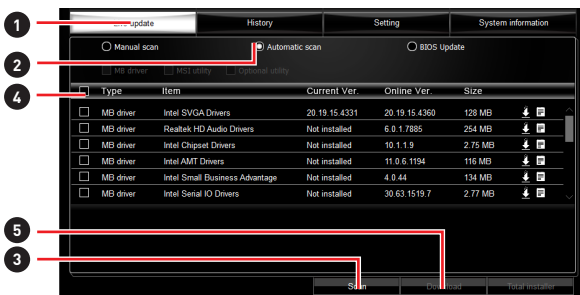 1
Live update History Setting System information
Manual scan Automatic scan BIOS Update
2
MB driver MSI utility Optional utility
4
Type Item Current Ver. Online Ver. Size
MB driver Intel SVGA Drivers 20.19.15.4331 20.19.15.4360 128 MB
MB driver Realtek HD Audio Drivers Not installed 6.0.1.7885 254 MB
MB driver Intel Chipset Drivers Not installed 10.1.1.9 2.75 MB
MB driver Intel AMT Drivers Not installed 11.0.6.1194 116 MB
MB driver Intel Small Business Advantage Not installed 4.0.44 134 MB
MB driver Intel Serial IO Drivers Not installed 30.63.1519.7 2.77 MB
5
3
Scan Download Total installer